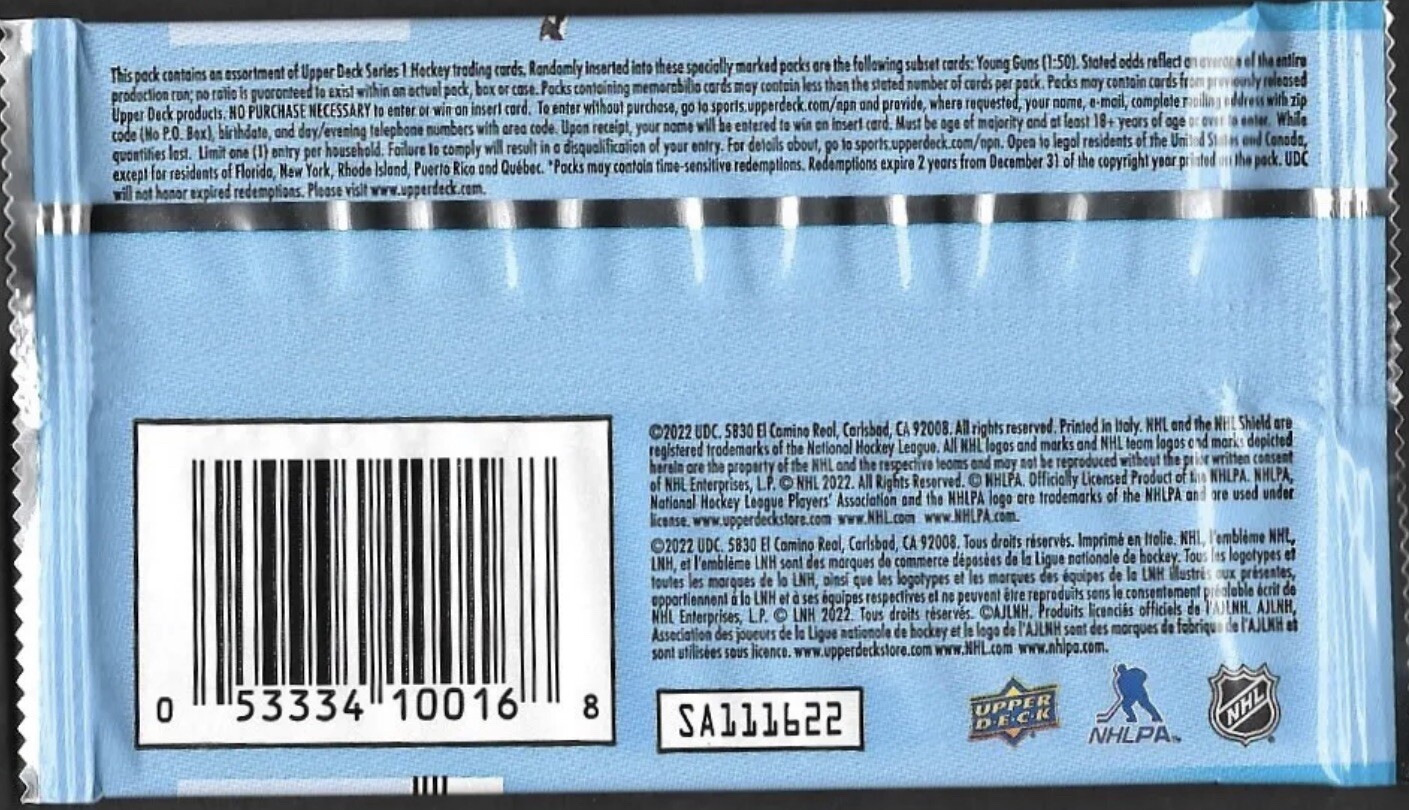 This pack contains an assortment of Upper Deck Series 1 Hockey trading cards. Randomly inserted into these specially marked packs are the following subset cards: Young Guns (1-50). Stated odds reflect an average of the entire
production run; no ratio is guaranteed to exist within an actual pack, box or case. Packs containing memorabilia cards may contain less than the stated number of cards per pack. Packs may contain cards from previously released
Upper Deck products. NO PURCHASE NECESSARY to enter or win an insert card. To enter without purchase, go to sports.upperdeck.com/npn and provide, where requested, your name, e-mail, complete mailing address with zip
code (No P.O. Box), birthdate, and day/evening telephone numbers with area code. Upon receipt, your name will be entered to win an insert card. Must be age of majority and at least 18+ years of age or over to enter. While
quantities last. Limit one (1) entry per household. Failure to comply will result in a disqualification of your entry. For details about, go to sports.upperdeck.com/npn. Open to legal residents of the United States and Canada,
except for residents of Florida, New York, Rhode Island, Puerto Rico and Québec. *Packs may contain time-sensitive redemptions. Redemptions expire 2 years from December 31 of the copyright year printed on the pack. UDC
will not honor expired redemptions. Please visit www.upperdeck.com.
©2022 UDC. 5830 El Camino Real, Carlsbad, CA 92008. All rights reserved. Printed in Italy. NHL and the NHL Shield are
registered trademarks of the National Hockey League. All NHL logos and marks and NHL team logos and marks depicted
herein are the property of the NHL and the respective teams and may not be reproduced without the prior written consent
of NHL Enterprises, L.P. © NHL 2022. All Rights Reserved. © NHLPA. Officially Licensed Product of the NHLPA. NHLPA,
National Hockey League Players' Association and the NHLPA logo are trademarks of the NHLPA and are used under
license. www.upperdeckstore.com www.NHL.com www.NHLPA.com.
©2022 UDC. 5830 El Camino Real, Carlsbad, CA 92008. Tous droits réservés. Imprimé en Italie. NHL, l'emblème NHL,
LNH, et l'emblème LNH sont des marques de commerce déposées de la Ligue nationale de hockey. Tous les logotypes et
toutes les marques de la LNH, ainsi que les logotypes et les marques des équipes de la LNH illustrés aux présentes,
appartiennent à la LNH et à ses équipes respectives et ne peuvent être reproduits sans le consentement préalable écrit de
NHL Enterprises, L.P. © LNH 2022. Tous droits réservés. ©AJLNH. Produits licenciés officiels de l'AJLNH. AJLNH,
Association des joueurs de la Ligue nationale de hockey et le logo de l'AJLNH sont des marques de fabrique de l'AJLNH et
sont utilisées sous licence. www.upperdeckstore.com www.NHL.com www.nhlpa.com.
0 53334 10016 8
SA111622
UPPER
D·E·C·K
NHLPA™
NHL